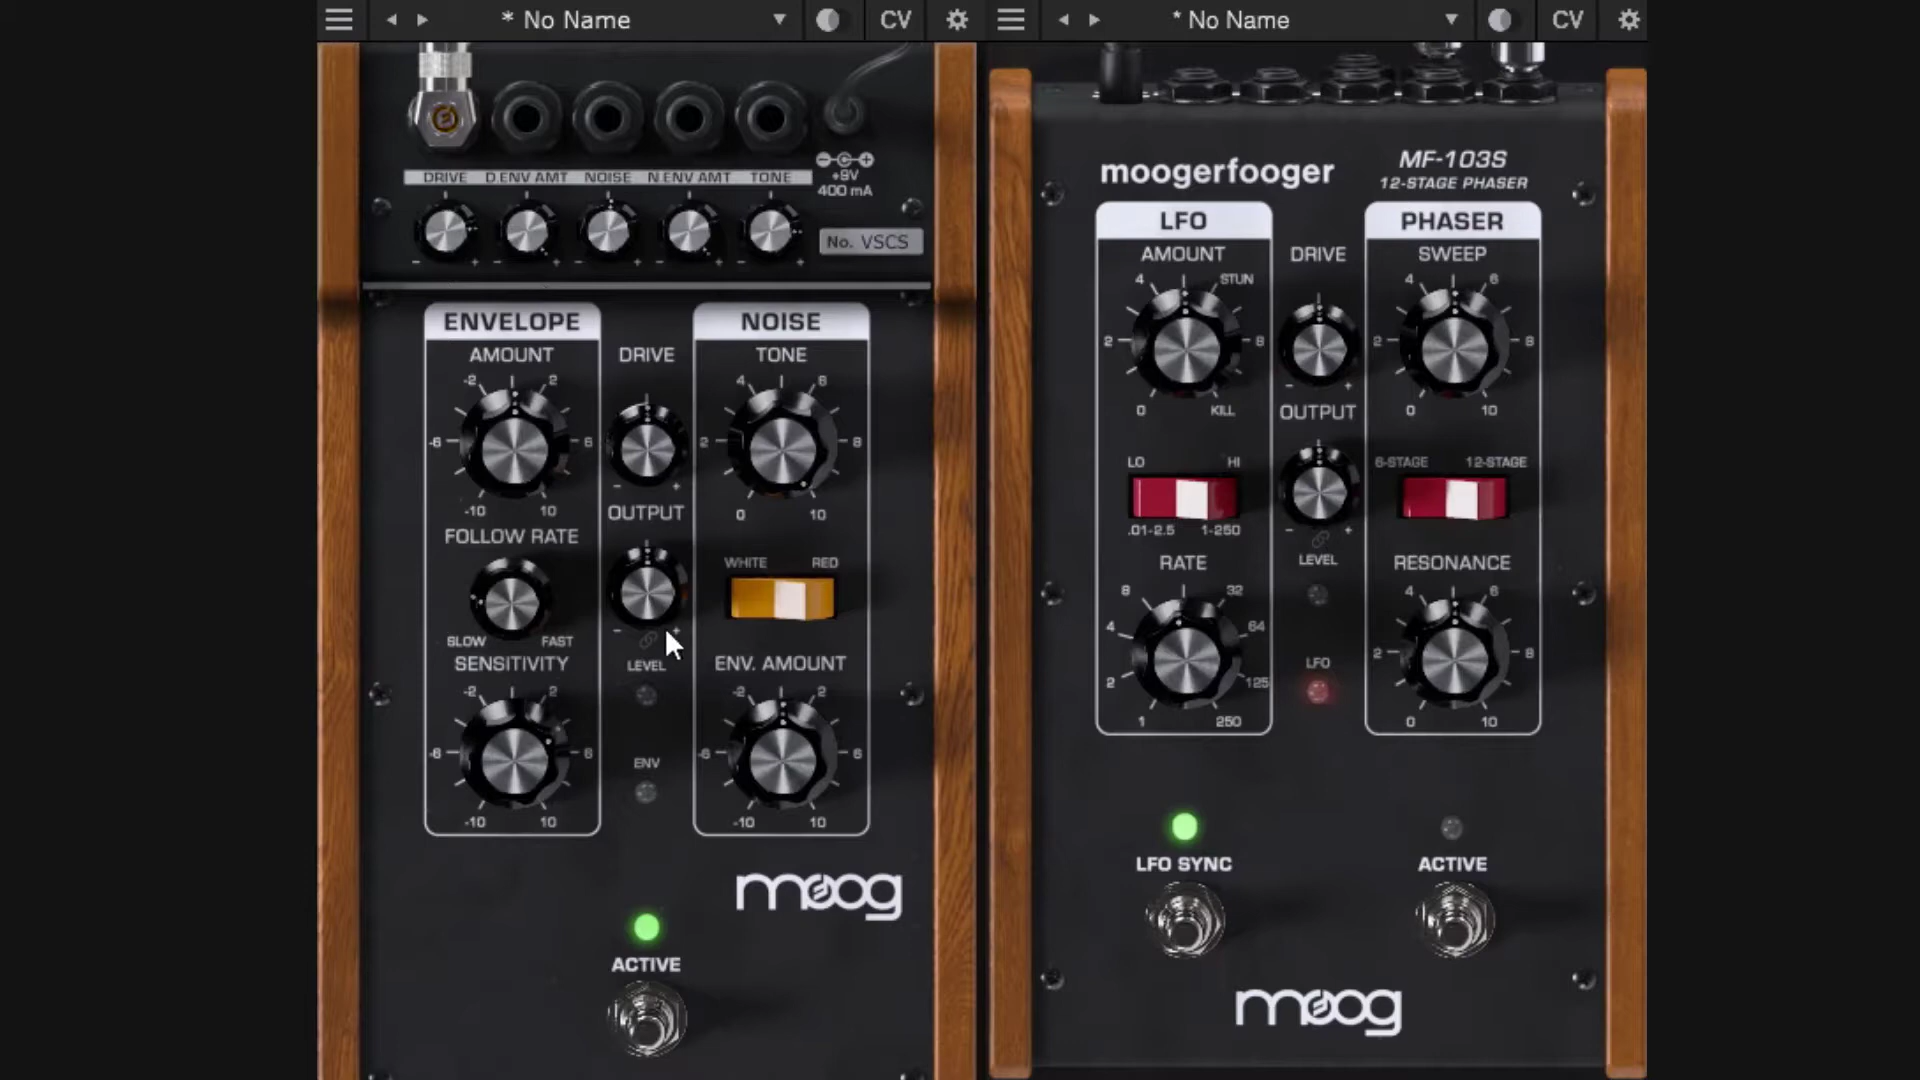 * No Name
CV
DRIVE D.ENV AMT NOISE N.ENV AMT TONE
+9V
400 mA
- + - + - + - + - +
No. VSCS
ENVELOPE
AMOUNT
-2 2
-6 6
-10 10
FOLLOW RATE
SLOW FAST
SENSITIVITY
-2 2
-6 6
-10 10
DRIVE
- +
OUTPUT
- +
LEVEL
ENV
NOISE
TONE
4 6
2 8
0 10
WHITE RED
ENV. AMOUNT
-2 2
-6 6
-10 10
moog
ACTIVE
* No Name
CV
moogerfooger
MF-103S
12-STAGE PHASER
LFO
AMOUNT
4 STUN
2 8
0 KILL
LO HI
.01-2.5 1-250
RATE
8 32
4 64
2 125
1 250
DRIVE
- +
OUTPUT
- +
LEVEL
LFO
PHASER
SWEEP
4 6
2 8
0 10
6-STAGE 12-STAGE
RESONANCE
4 6
2 8
0 10
LFO SYNC
ACTIVE
moog